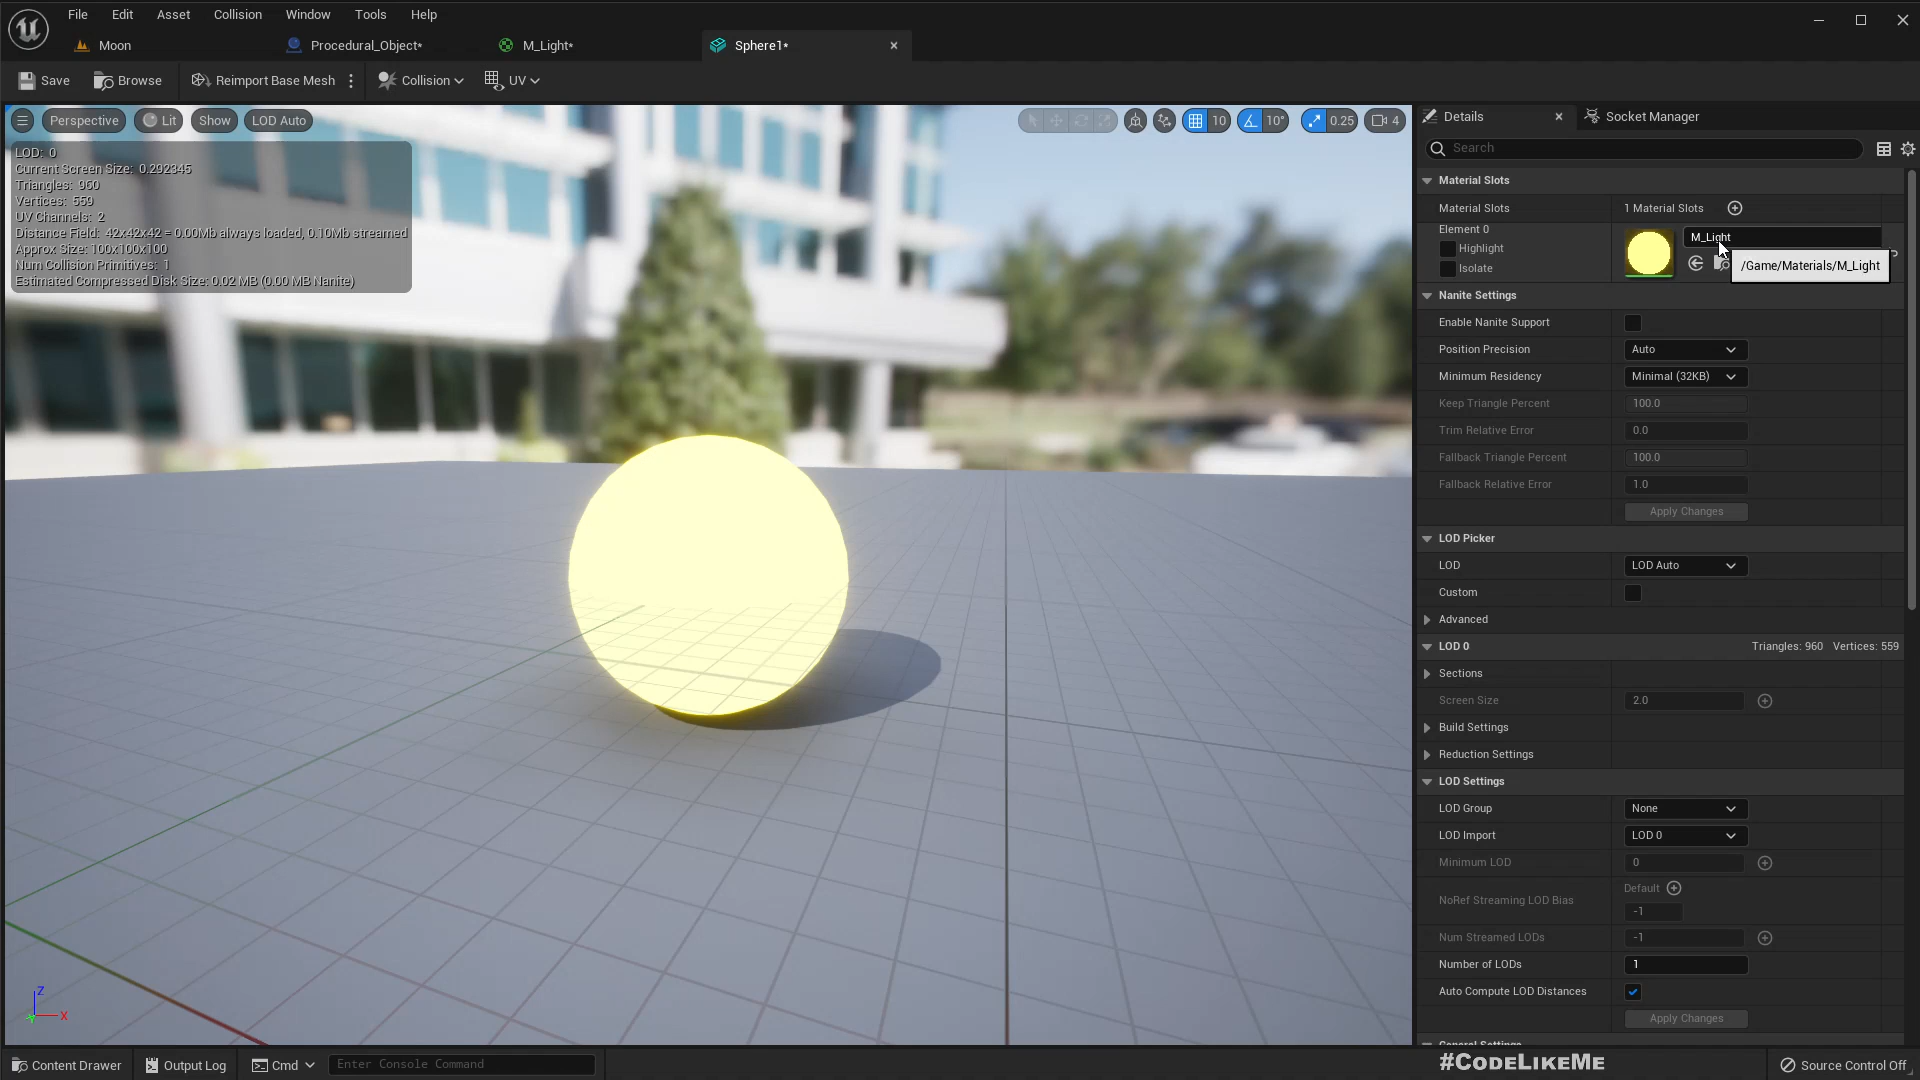 File Edit Asset Collision Window Tools Help
Moon Procedural_Object* M_Light* Sphere1*
Save Browse Reimport Base Mesh Collision UV
Perspective Lit Show LOD Auto 10 10° 0.25 4
LOD: 0
Current Screen Size: 0.292345
Triangles: 960
Vertices: 559
UV Channels: 2
Distance Field: 42x42x42 = 0.00Mb always loaded, 0.10Mb streamed
Approx Size: 100x100x100
Num Collision Primitives: 1
Estimated Compressed Disk Size: 0.02 MB (0.00 MB Nanite)
Z
X
Details Socket Manager
Search
Material Slots
Material Slots 1 Material Slots
Element 0
M_Light
Highlight
Isolate
/Game/Materials/M_Light
Nanite Settings
Enable Nanite Support
Position Precision Auto
Minimum Residency Minimal (32KB)
Keep Triangle Percent 100.0
Trim Relative Error 0.0
Fallback Triangle Percent 100.0
Fallback Relative Error 1.0
Apply Changes
LOD Picker
LOD LOD Auto
Custom
Advanced
LOD 0 Triangles: 960 Vertices: 559
Sections
Screen Size 2.0
Build Settings
Reduction Settings
LOD Settings
LOD Group None
LOD Import LOD 0
Minimum LOD 0
Default
NoRef Streaming LOD Bias
-1
Num Streamed LODs -1
Number of LODs 1
Auto Compute LOD Distances
Apply Changes
General Settings
Content Drawer Output Log Cmd Enter Console Command
#CODELIKEME
Source Control Off